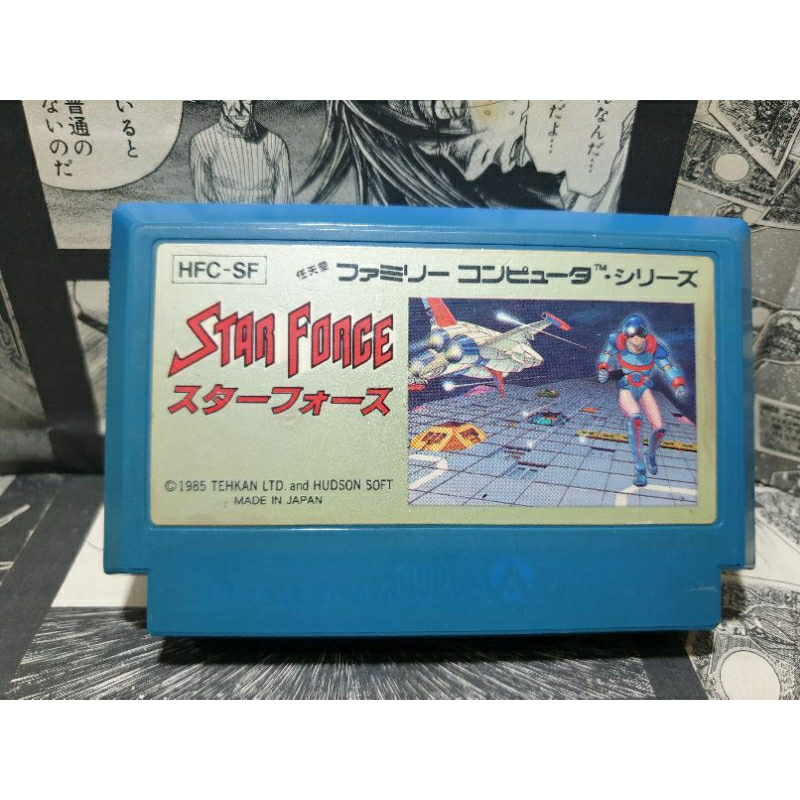 いると
普通の
ないのだ
んなんだ…
だよ…
HFC-SF
任天堂 ファミリー コンピュータ™・シリーズ
STAR FORCE
スターフォース
©1985 TEHKAN LTD. and HUDSON SOFT
MADE IN JAPAN